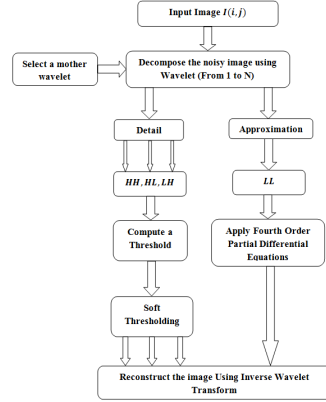 Input Image I(i,j)
Select a mother
wavelet
Decompose the noisy image using
Wavelet (From 1 to N)
Detail
Approximation
HH,HL,LH
LL
Compute a
Threshold
Apply Fourth Order
Partial Differential
Equations
Soft
Thresholding
Reconstruct the image Using Inverse Wavelet
Transform